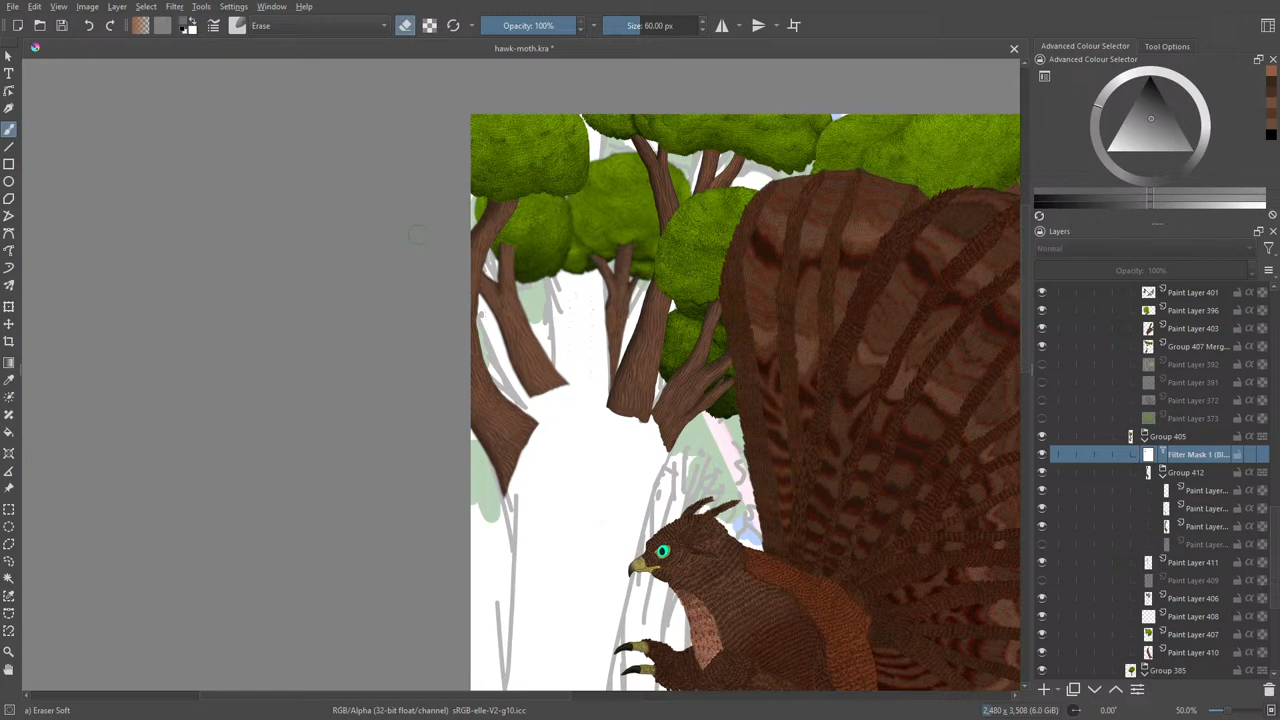 File Edit View Image Layer Select Filter Tools Settings Window Help
Erase Opacity: 100% Size: 60.00 px
hawk-moth.kra *
Advanced Colour Selector Tool Options
Advanced Colour Selector
Layers
Normal
Opacity: 100%
Paint Layer 401
Paint Layer 396
Paint Layer 403
Group 407 Merg...
Paint Layer 392
Paint Layer 391
Paint Layer 372
Paint Layer 373
Group 405
Filter Mask 1 (Bl...
Group 412
Paint Layer...
Paint Layer...
Paint Layer...
Paint Layer...
Paint Layer 411
Paint Layer 409
Paint Layer 406
Paint Layer 408
Paint Layer 407
Paint Layer 410
Group 385
a) Eraser Soft RGB/Alpha (32-bit float/channel) sRGB-elle-V2-g10.icc 2,480 x 3,508 (6.0 GiB) 0.00° 50.0%